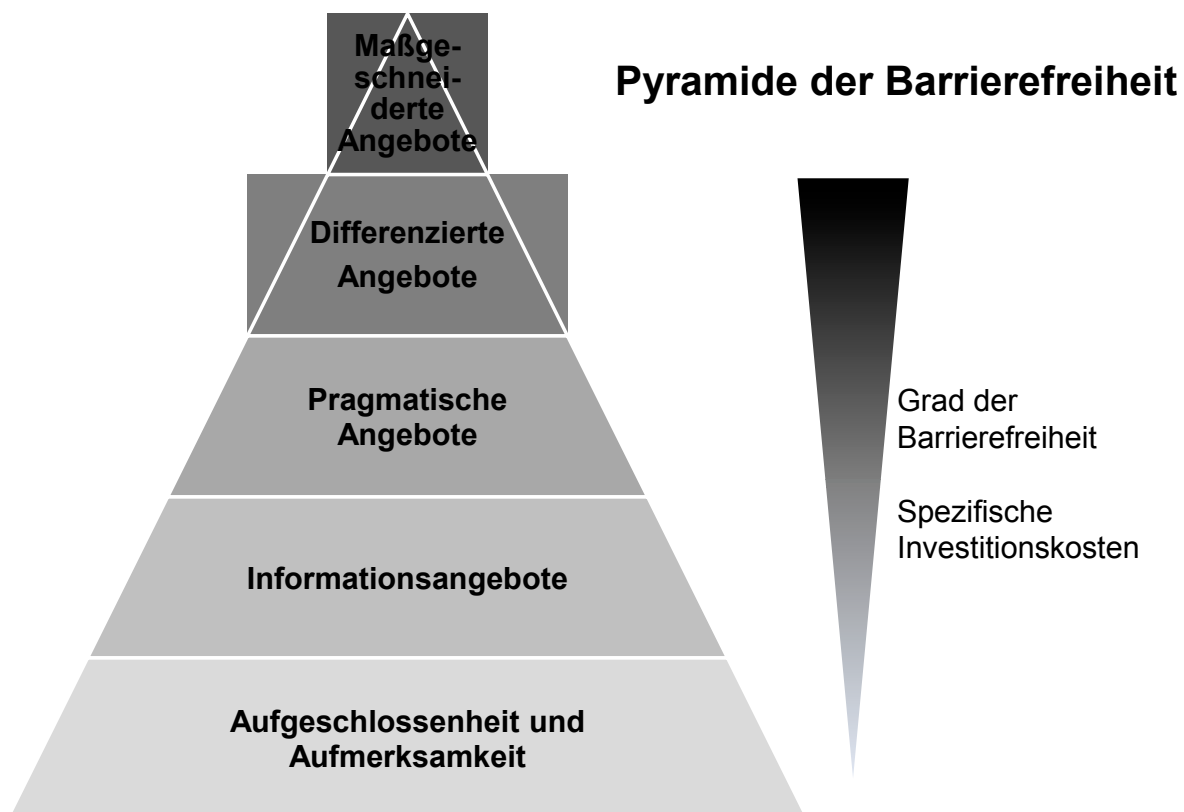 Maßge-
schnei-
derte
Angebote
Pyramide der Barrierefreiheit
Differenzierte
Angebote
Pragmatische
Angebote
Grad der
Barrierefreiheit
Spezifische
Investitionskosten
Informationsangebote
Aufgeschlossenheit und
Aufmerksamkeit